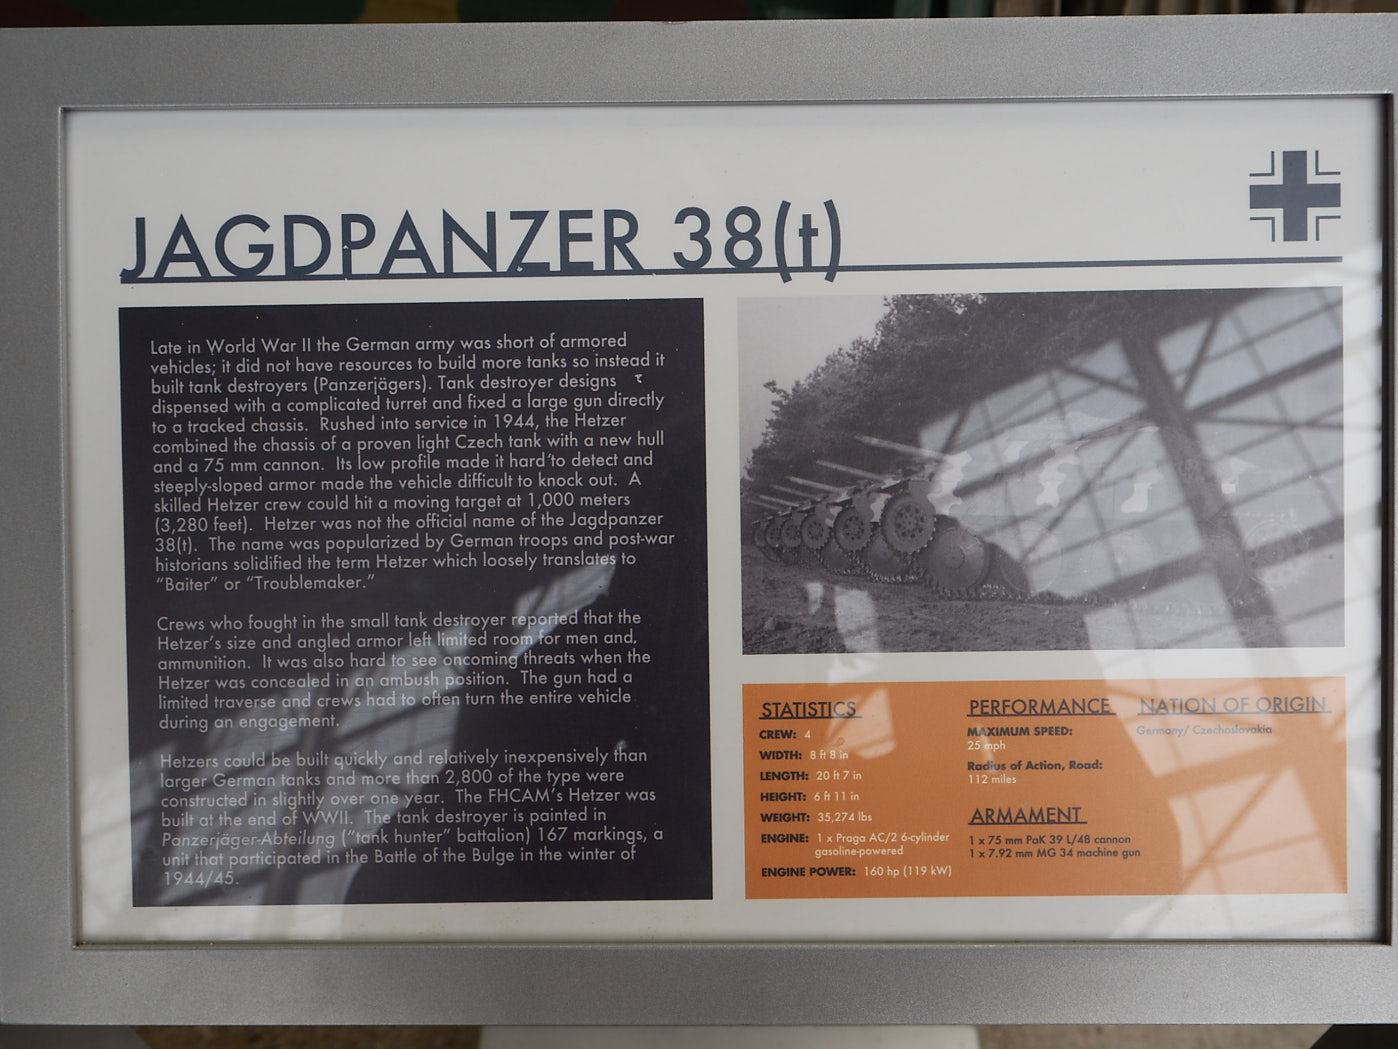 JAGDPANZER 38(t)
Late in World War II the German army was short of armored
vehicles; it did not have resources to build more tanks so instead it
built tank destroyers (Panzerjägers). Tank destroyer designs
dispensed with a complicated turret and fixed a large gun directly
to a tracked chassis. Rushed into service in 1944, the Hetzer
combined the chassis of a proven light Czech tank with a new hull
and a 75 mm cannon. Its low profile made it hard to detect and
steeply-sloped armor made the vehicle difficult to knock out. A
skilled Hetzer crew could hit a moving target at 1,000 meters
(3,280 feet). Hetzer was not the official name of the Jagdpanzer
38(t). The name was popularized by German troops and post-war
historians solidified the term Hetzer which loosely translates to
“Baiter” or “Troublemaker.”
Crews who fought in the small tank destroyer reported that the
Hetzer’s size and angled armor left limited room for men and,
ammunition. It was also hard to see oncoming threats when the
Hetzer was concealed in an ambush position. The gun had a
limited traverse and crews had to often turn the entire vehicle
during an engagement.
Hetzers could be built quickly and relatively inexpensively than
larger German tanks and more than 2,800 of the type were
constructed in slightly over one year. The FHCAM’s Hetzer was
built at the end of WWII. The tank destroyer is painted in
Panzerjäger-Abteilung (“tank hunter” battalion) 167 markings, a
unit that participated in the Battle of the Bulge in the winter of
1944/45.
STATISTICS
CREW: 4
WIDTH: 8 ft 8 in
LENGTH: 20 ft 7 in
HEIGHT: 6 ft 11 in
WEIGHT: 35,274 lbs
ENGINE: 1 x Praga AC/2 6-cylinder
gasoline-powered
ENGINE POWER: 160 hp (119 kW)
PERFORMANCE
MAXIMUM SPEED:
25 mph
Radius of Action, Road:
112 miles
ARMAMENT
1 x 75 mm PaK 39 L/48 cannon
1 x 7.92 mm MG 34 machine gun
NATION OF ORIGIN
Germany/ Czechoslovakia